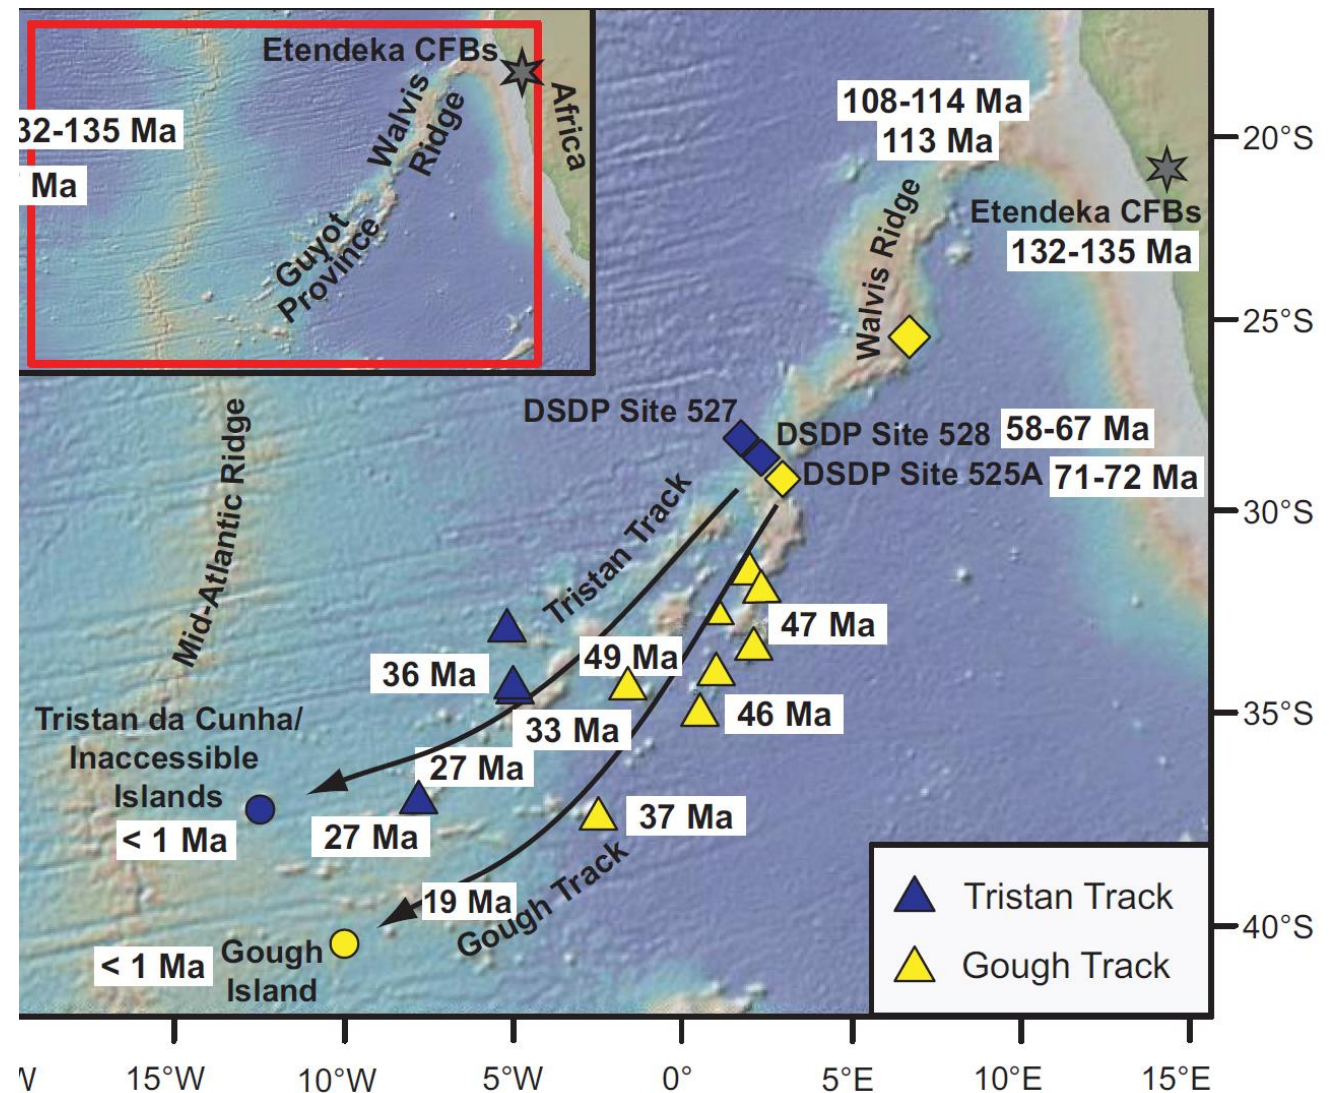 Etendeka CFBs
Africa
Walvis
Ridge
32-135 Ma
Ma
Guyot
Province
108-114 Ma
113 Ma
20°S
Etendeka CFBs
132-135 Ma
Walvis Ridge
25°S
Mid-Atlantic Ridge
DSDP Site 527
DSDP Site 528
58-67 Ma
DSDP Site 525A
71-72 Ma
30°S
Tristan Track
47 Ma
49 Ma
36 Ma
46 Ma
35°S
33 Ma
Tristan da Cunha/
Inaccessible
Islands
< 1 Ma
27 Ma
27 Ma
37 Ma
Gough Track
19 Ma
< 1 Ma
Gough
Island
Tristan Track
Gough Track
40°S
W
15°W
10°W
5°W
0°
5°E
10°E
15°E